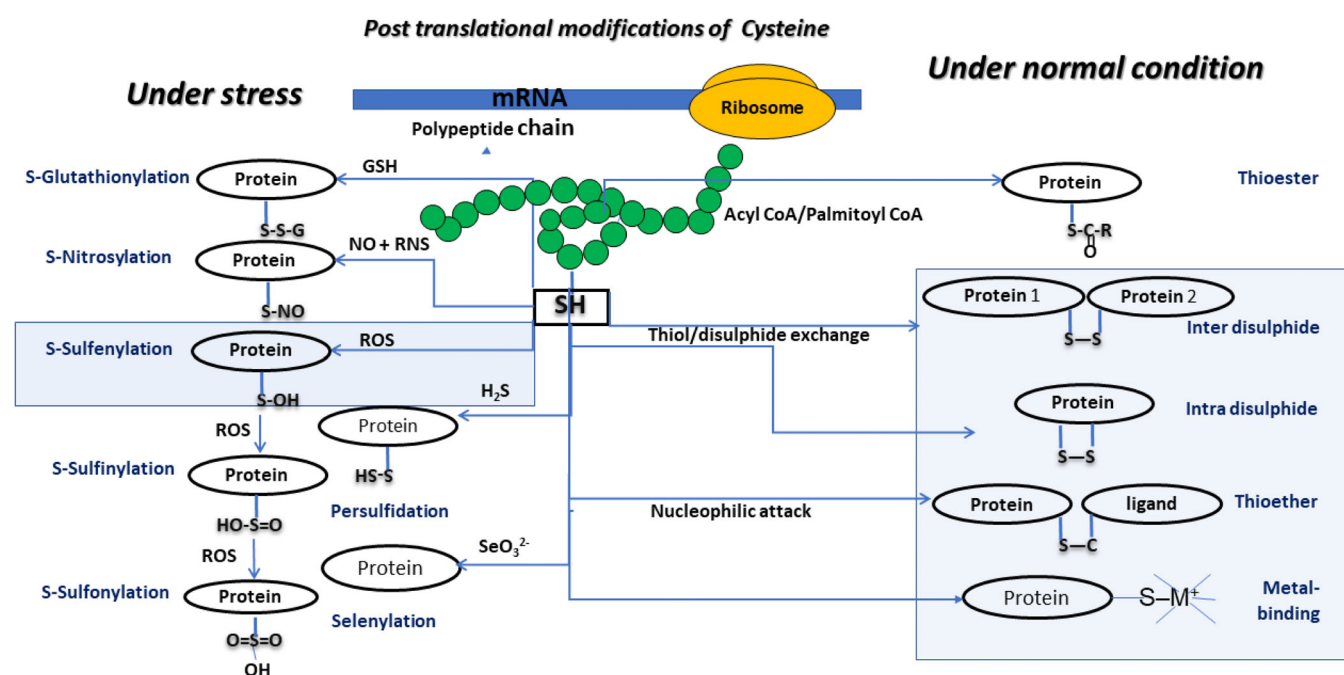 Post translational modifications of Cysteine
Under stress
Under normal condition
mRNA
Ribosome
Polypeptide chain
S-Glutathionylation
Protein
GSH
S-S-G
S-Nitrosylation
Protein
NO + RNS
S-NO
S-Sulfenylation
Protein
ROS
S-OH
ROS
S-Sulfinylation
Protein
HO-S=O
ROS
S-Sulfonylation
Protein
O=S=O
OH
SH
H₂S
Protein
HS-S
Persulfidation
SeO₃²⁻
Protein
Selenylation
Acyl CoA/Palmitoyl CoA
Protein
Thioester
S-C-R
O
Thiol/disulphide exchange
Protein 1
Protein 2
Inter disulphide
S—S
Protein
Intra disulphide
S—S
Nucleophilic attack
Protein
ligand
Thioether
S—C
Protein
S–M⁺
Metal-
binding